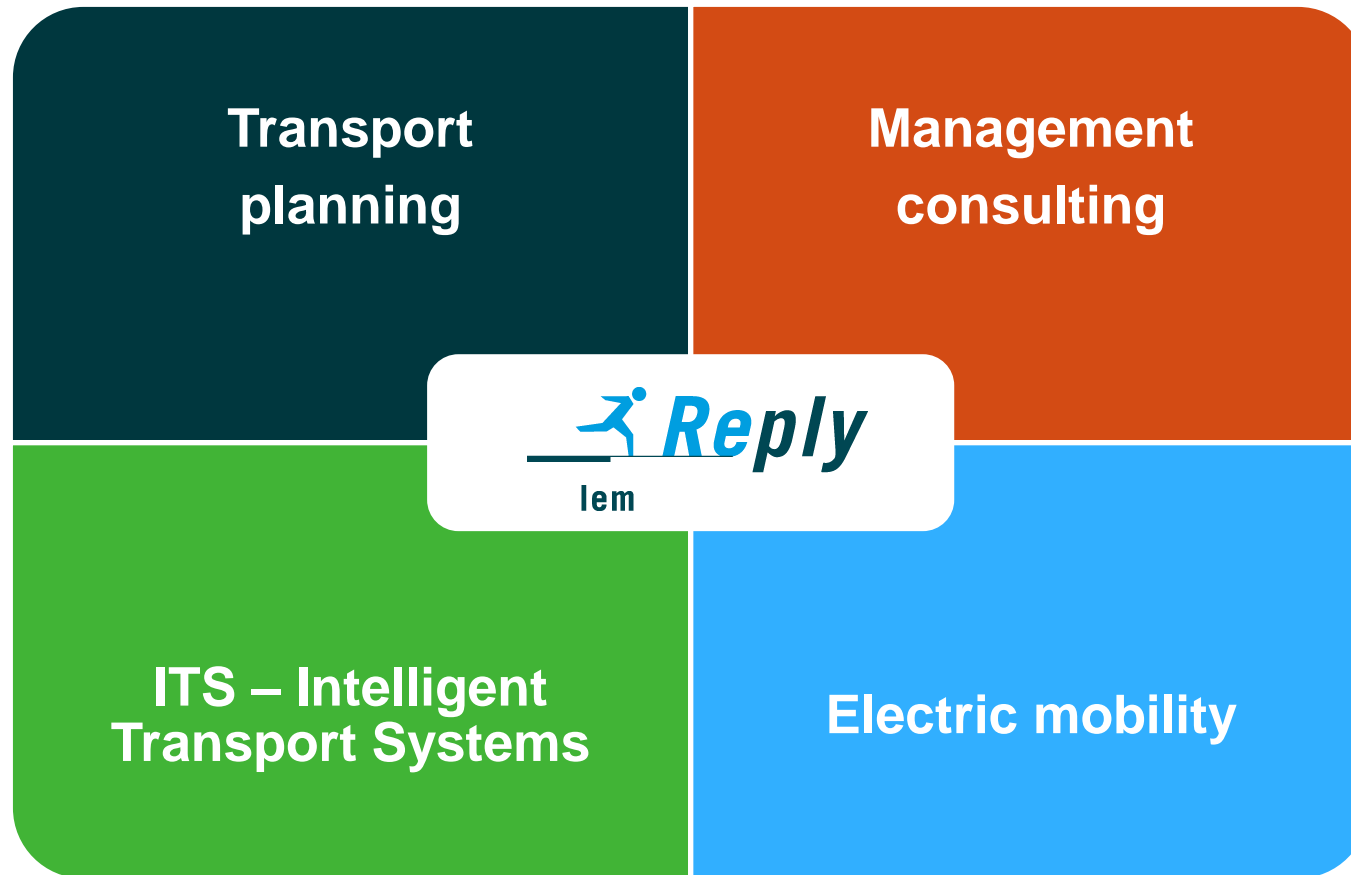 Transport
planning
Management
consulting
Reply
lem
ITS – Intelligent
Transport Systems
Electric mobility